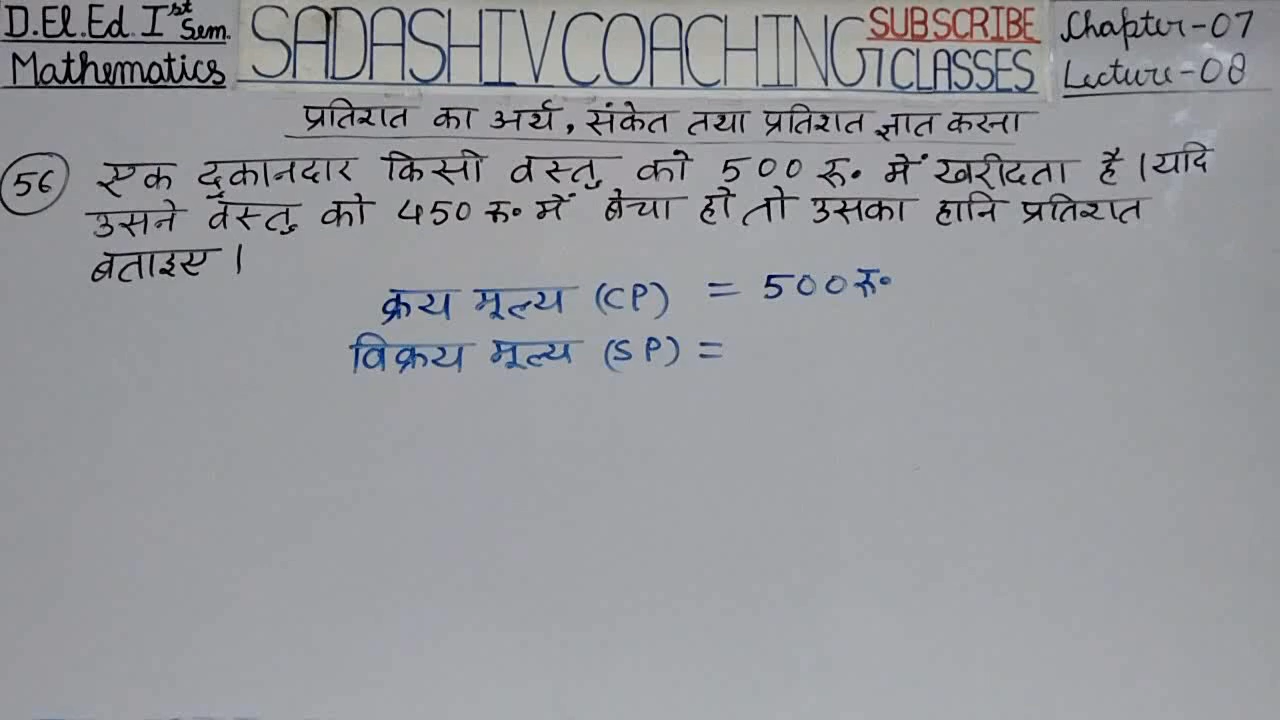 D.El.Ed. Ist Sem.
Mathematics
SADASHIV COACHING CLASSES
SUBSCRIBE
Chapter-07
Lecture-08
प्रतिशत का अर्थ, संकेत तथा प्रतिशत ज्ञात करना
56 एक दुकानदार किसी वस्तु को 500 रु. में खरीदता है। यदि
उसने वस्तु को 450 रु. में बेचा हो तो उसका हानि प्रतिशत
बताइए।
क्रय मूल्य (CP) = 500 रु.
विक्रय मूल्य (SP) =